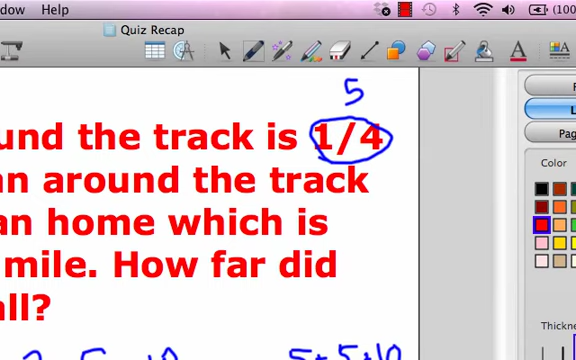 ndow Help
Quiz Recap
(100
5
und the track is 1/4
an around the track
an home which is
mile. How far did
all?
5+5+10
Pag
Color
Thickne